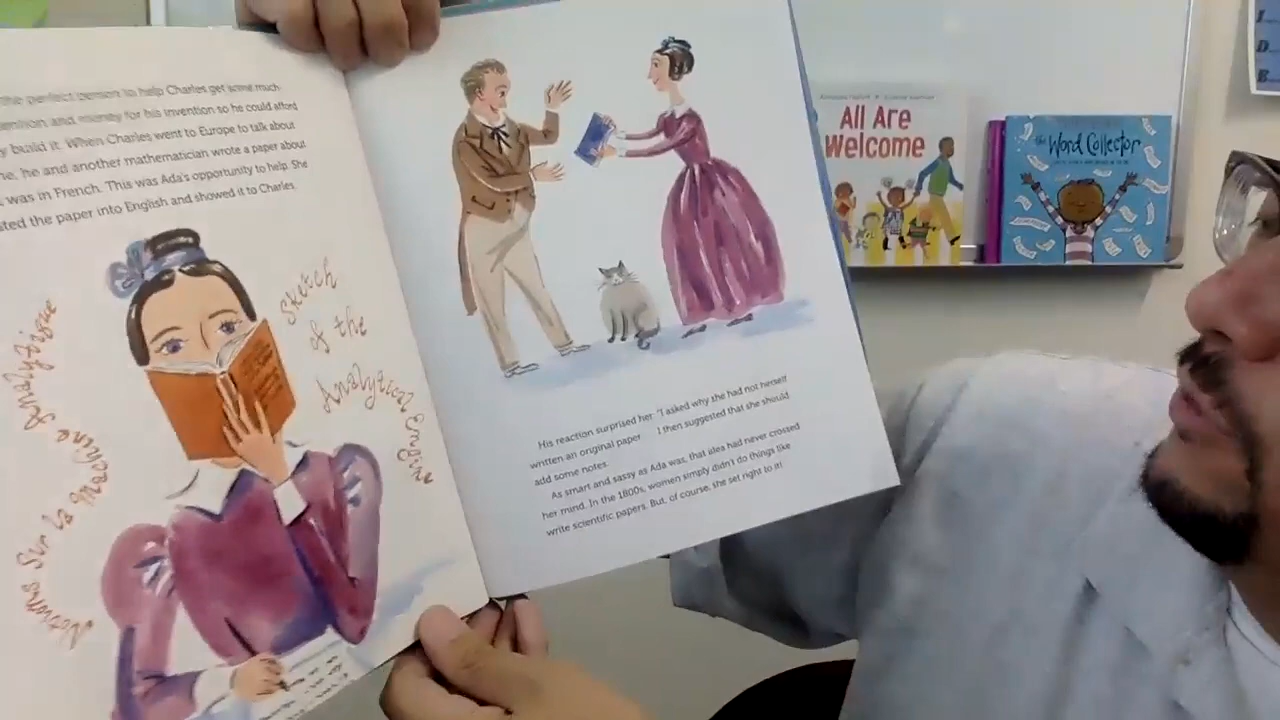 the perfect person to help Charles get some much
ention and money for his invention so he could afford
y build it. When Charles went to Europe to talk about
ne, he and another mathematician wrote a paper about
was in French. This was Ada's opportunity to help. She
ated the paper into English and showed it to Charles.
Notions Sur la Machine Analytique
Sketch
of the
Analytical Engine
His reaction surprised her. "I asked why she had not herself
written an original paper I then suggested that she should
add some notes.
As smart and sassy as Ada was, that idea had never crossed
her mind. In the 1800s, women simply didn't do things like
write scientific papers. But, of course, she set right to it!
All Are
Welcome
the Word Collector
I
D
B